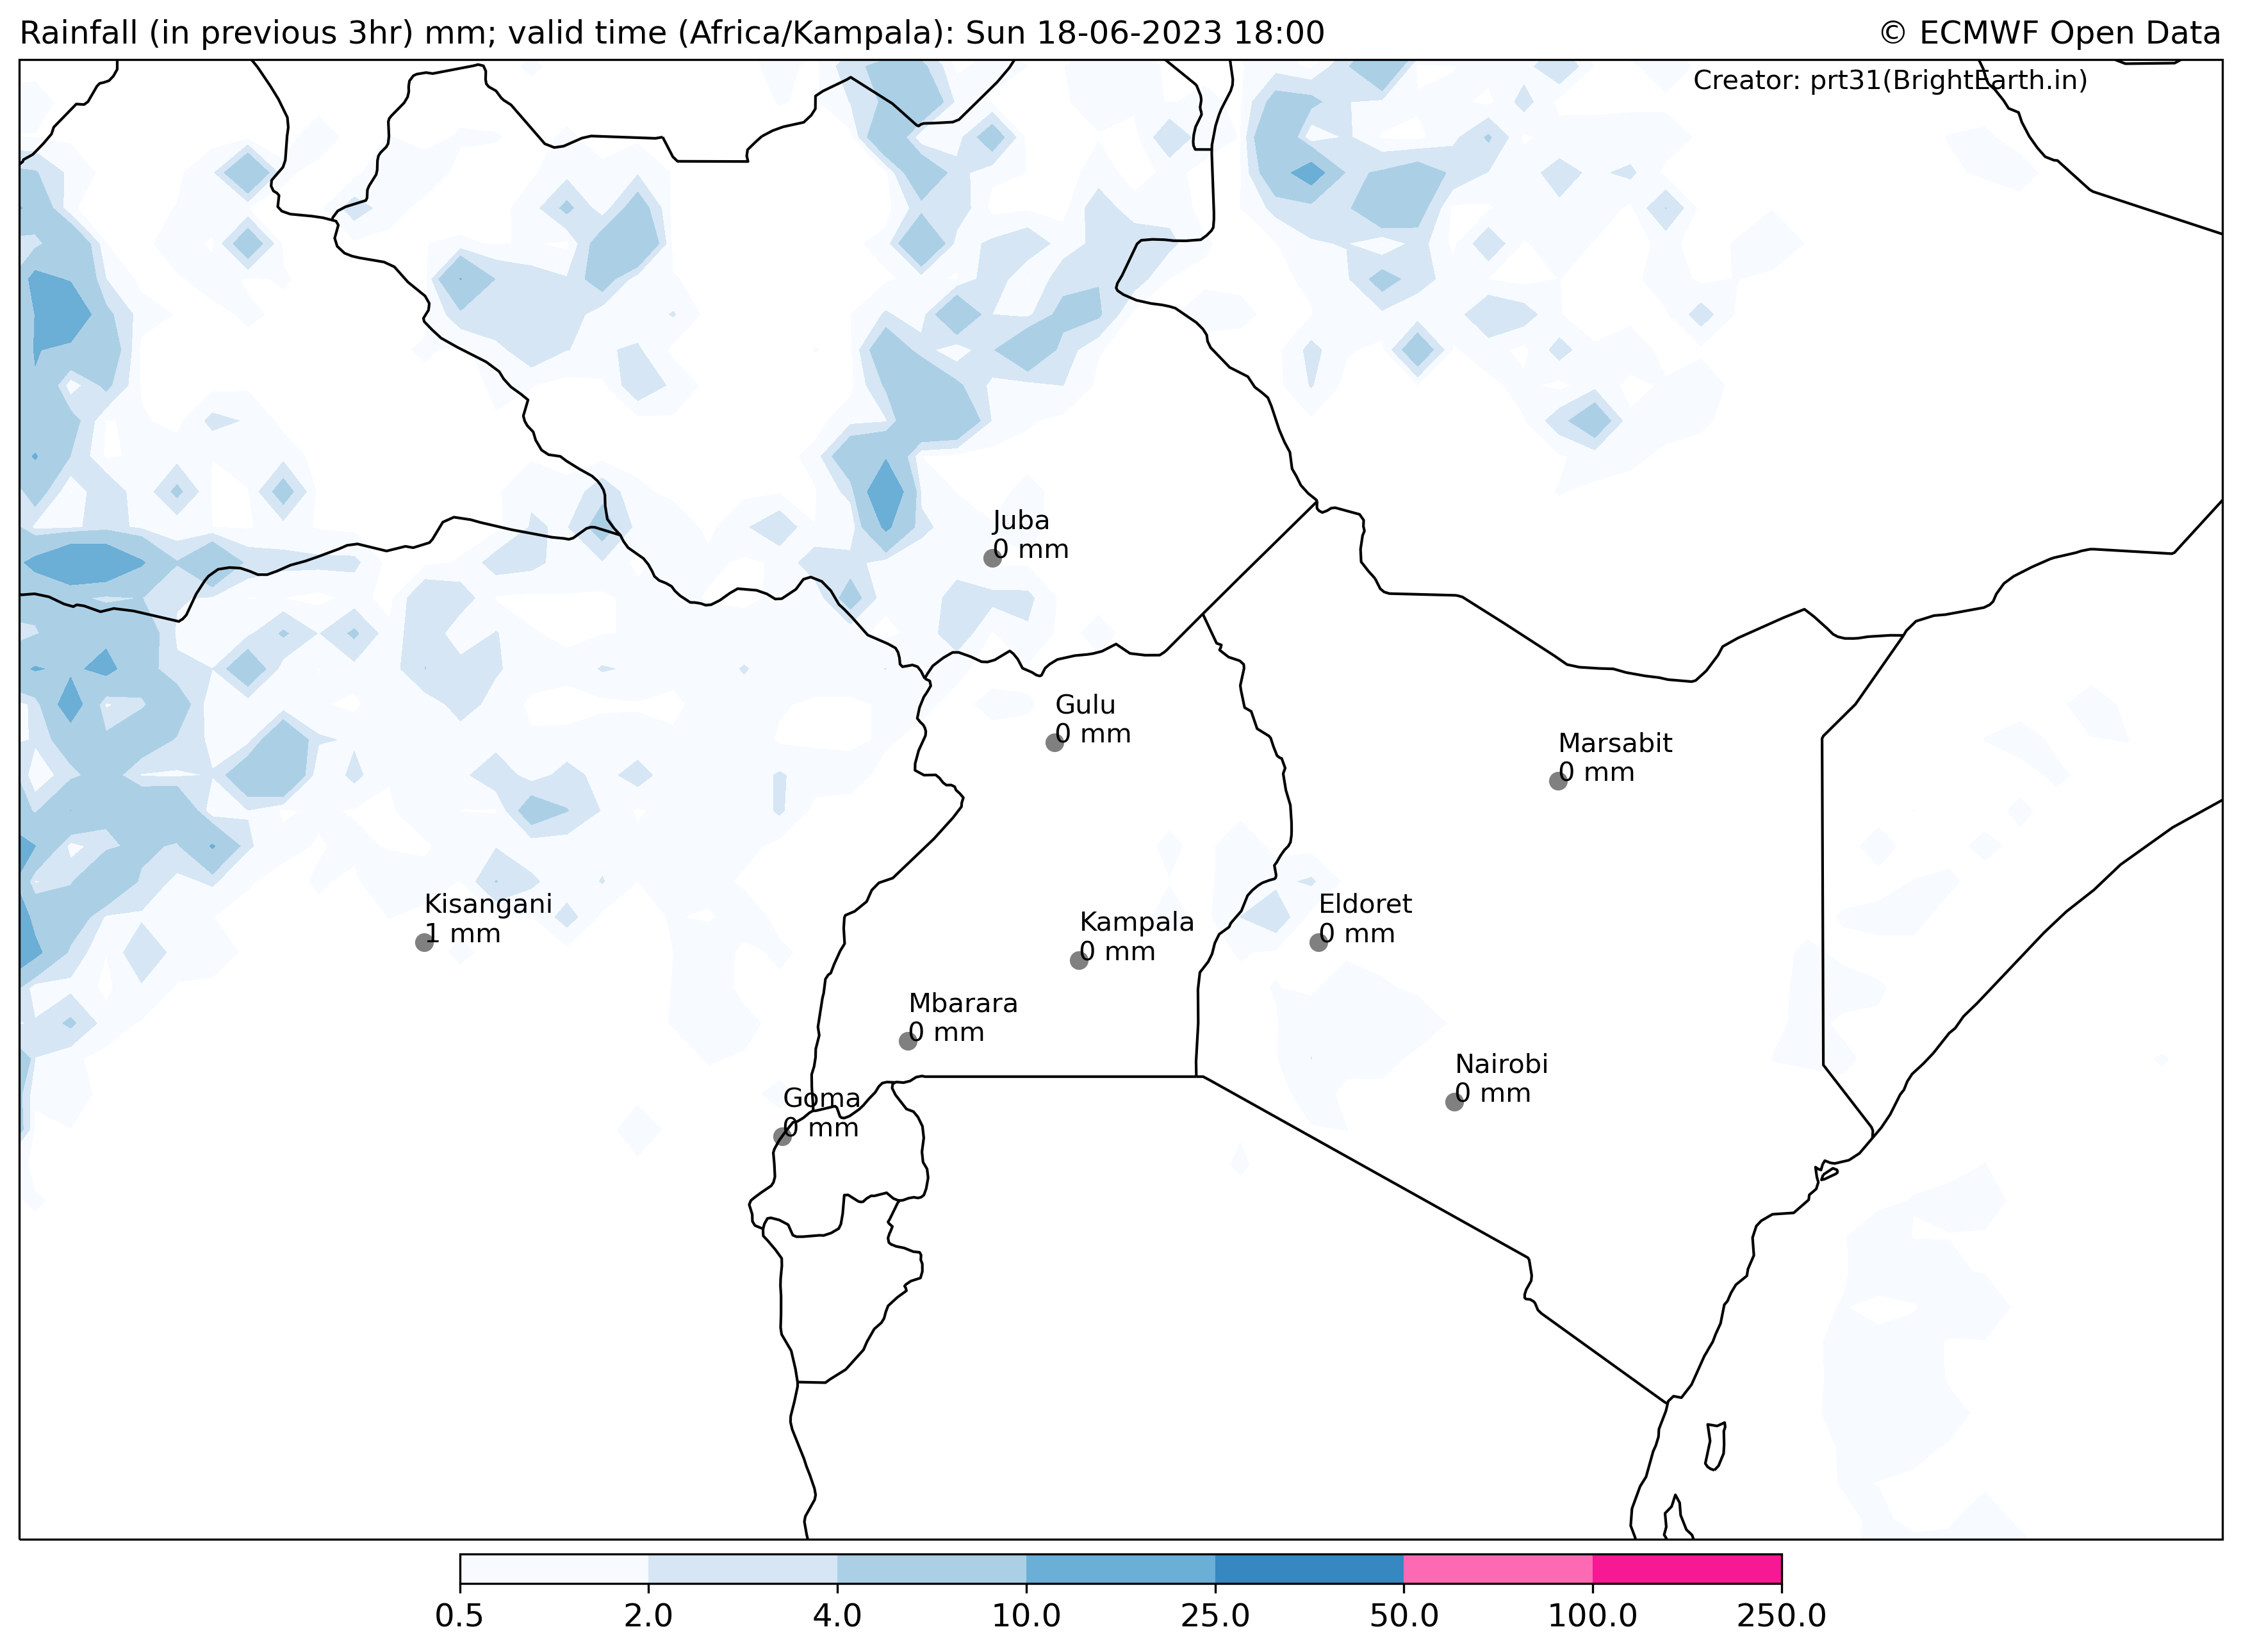 Rainfall (in previous 3hr) mm; valid time (Africa/Kampala): Sun 18-06-2023 18:00
© ECMWF Open Data
Creator: prt31(BrightEarth.in)
Juba
0 mm
Gulu
0 mm
Marsabit
0 mm
Kisangani
1 mm
Eldoret
0 mm
Kampala
0 mm
Mbarara
0 mm
Nairobi
0 mm
Goma
0 mm
0.5 2.0 4.0 10.0 25.0 50.0 100.0 250.0